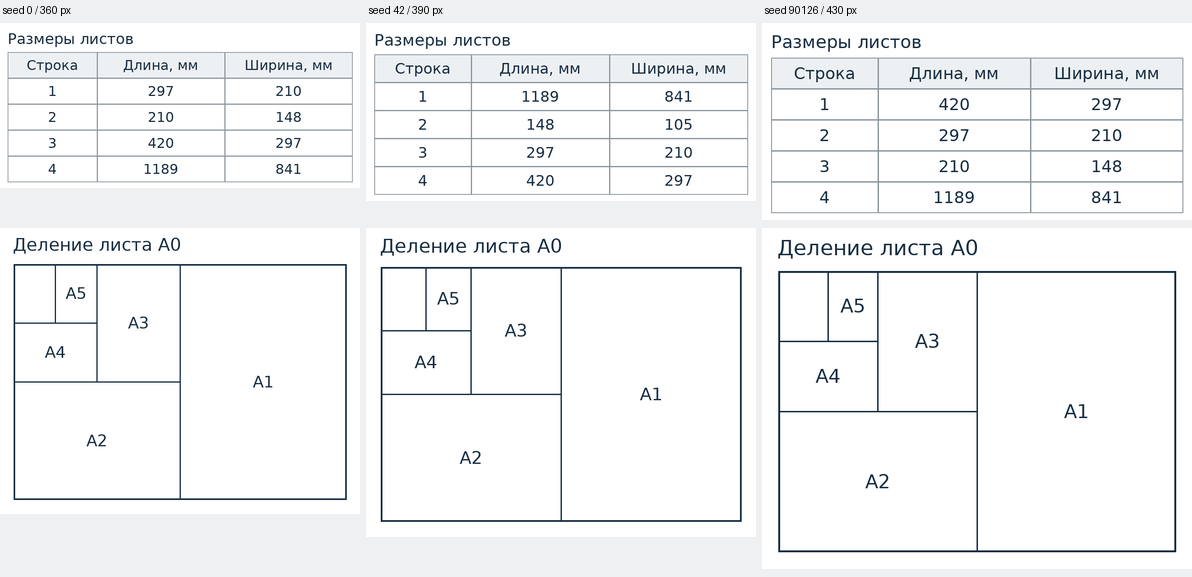 seed 0 / 360 px
Размеры листов
Строка Длина, мм Ширина, мм
1 297 210
2 210 148
3 420 297
4 1189 841
Деление листа А0
А5
А3
А4
А1
А2
seed 42 / 390 px
Размеры листов
Строка Длина, мм Ширина, мм
1 1189 841
2 148 105
3 297 210
4 420 297
Деление листа А0
А5
А3
А4
А1
А2
seed 90126 / 430 px
Размеры листов
Строка Длина, мм Ширина, мм
1 420 297
2 297 210
3 210 148
4 1189 841
Деление листа А0
А5
А3
А4
А1
А2